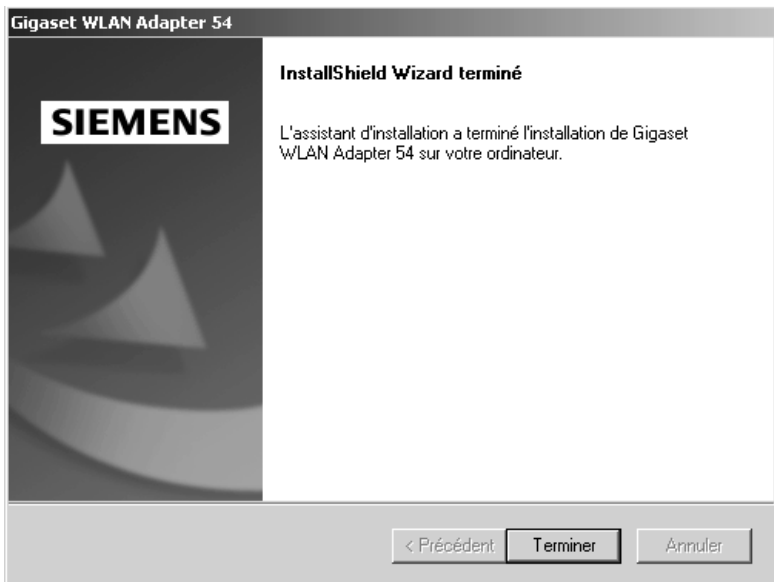 Gigaset WLAN Adapter 54
SIEMENS
InstallShield Wizard terminé
L'assistant d'installation a terminé l'installation de Gigaset
WLAN Adapter 54 sur votre ordinateur.
< Précédent
Terminer
Annuler